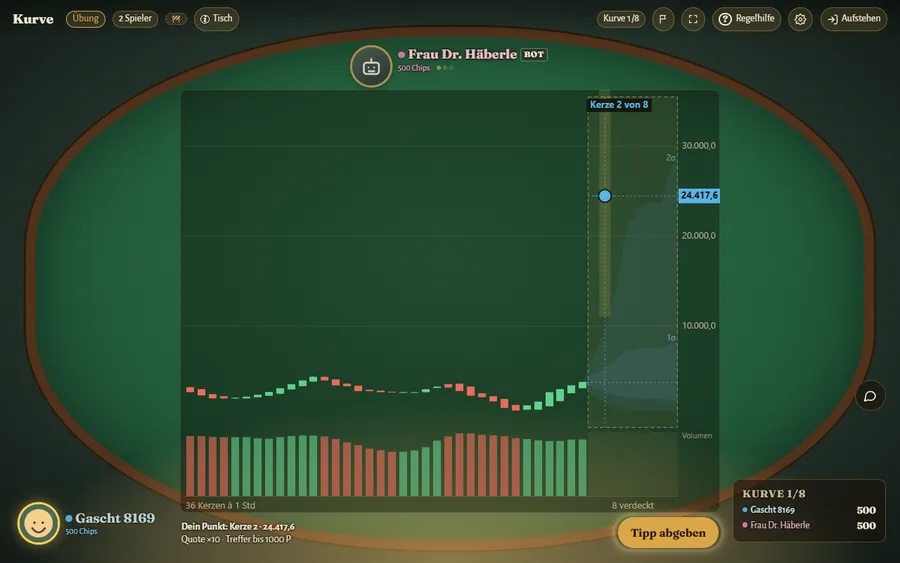 Kurve
Übung
2 Spieler
Tisch
Kurve 1/8
Regelhilfe
Aufstehen
Frau Dr. Häberle BOT
500 Chips
Kerze 2 von 8
30.000,0
2σ
24.417,6
20.000,0
10.000,0
1σ
Volumen
36 Kerzen à 1 Std
8 verdeckt
Gascht 8169
500 Chips
Dein Punkt: Kerze 2 · 24.417,6
Quote ×10 · Treffer bis 1000 P
Tipp abgeben
KURVE 1/8
Gascht 8169 500
Frau Dr. Häberle 500